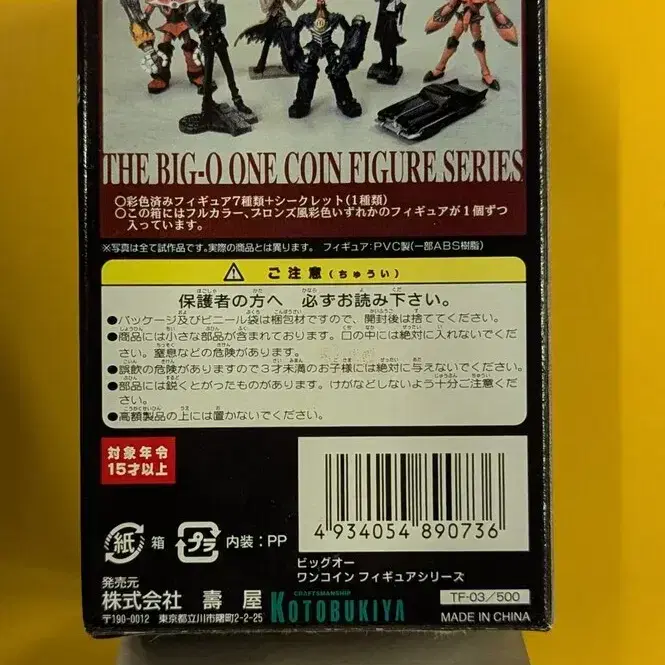 THE BIG-O ONE COIN FIGURE SERIES
○彩色済みフィギュア7種類+シークレット(1種類)
○この箱にはフルカラー、ブロンズ風彩色いずれかのフィギュアが1個ずつ
入っています。
※写真は全て試作品です。実際の商品とは異ります。 フィギュア:PVC製(一部ABS樹脂)
ご注意(ちゅうい)
保護者の方へ 必ずお読み下さい。
●パッケージ及びビニール袋は梱包材ですので、開封後は捨ててください。
●商品には小さな部品が含まれております。口の中には絶対に入れないでくだ
さい。窒息などの危険があります。
●誤飲の危険がありますので3才未満のお子様には絶対に与えないでください。
●部品には鋭くとがったものがあります。けがなどしないよう十分ご注意くだ
さい。
●高額製品の上には置かないでください。
対象年令
15才以上
4 934054 890736
紙 箱 プラ 内装:PP
ビッグオー
ワンコイン フィギュアシリーズ
発売元
株式会社 壽屋
CRAFTSMANSHIP
KOTOBUKIYA
TF-03/500
〒190-0012 東京都立川市曙町2-2-25
MADE IN CHINA